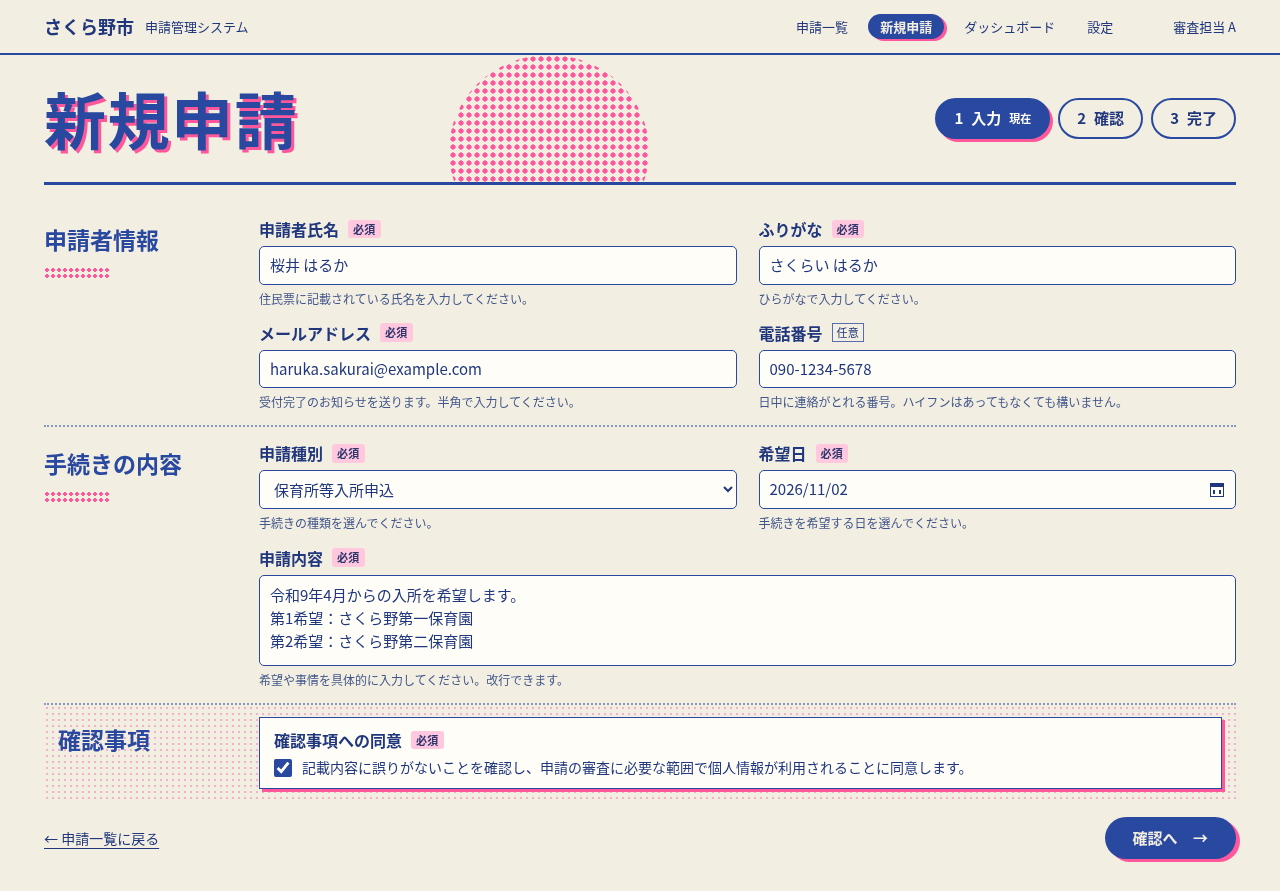 さくら野市 申請管理システム
申請一覧 新規申請 ダッシュボード 設定 審査担当 A
新規申請
1 入力 現在 2 確認 3 完了
申請者情報
申請者氏名 必須
桜井 はるか
住民票に記載されている氏名を入力してください。
ふりがな 必須
さくらい はるか
ひらがなで入力してください。
メールアドレス 必須
haruka.sakurai@example.com
受付完了のお知らせを送ります。半角で入力してください。
電話番号 任意
090-1234-5678
日中に連絡がとれる番号。ハイフンはあってもなくても構いません。
手続きの内容
申請種別 必須
保育所等入所申込
手続きの種類を選んでください。
希望日 必須
2026/11/02
手続きを希望する日を選んでください。
申請内容 必須
令和9年4月からの入所を希望します。
第1希望：さくら野第一保育園
第2希望：さくら野第二保育園
希望や事情を具体的に入力してください。改行できます。
確認事項
確認事項への同意 必須
記載内容に誤りがないことを確認し、申請の審査に必要な範囲で個人情報が利用されることに同意します。
← 申請一覧に戻る
確認へ →